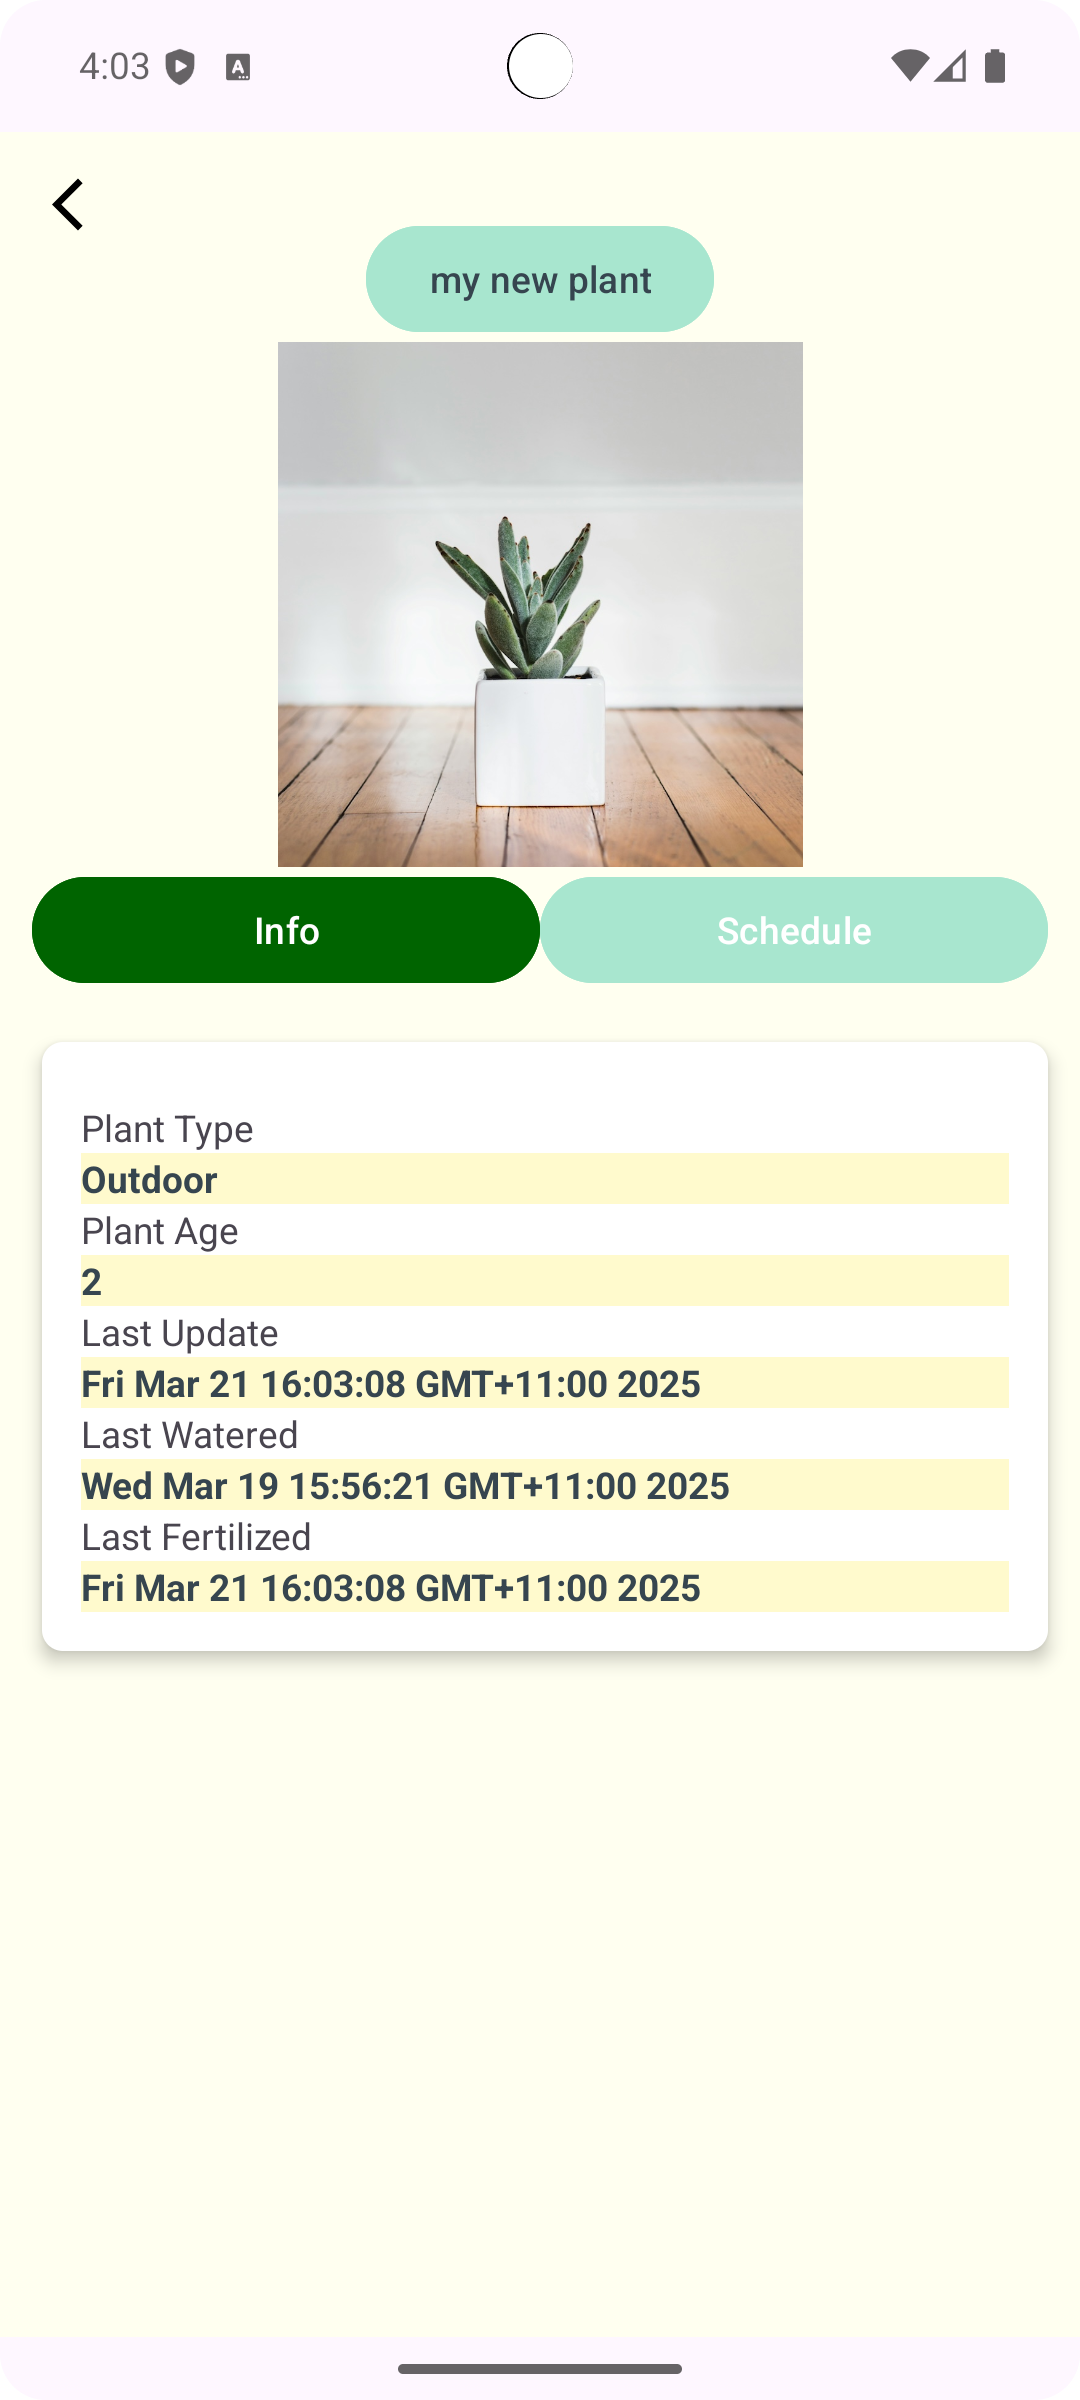 4:03
my new plant
Info
Schedule
Plant Type
Outdoor
Plant Age
2
Last Update
Fri Mar 21 16:03:08 GMT+11:00 2025
Last Watered
Wed Mar 19 15:56:21 GMT+11:00 2025
Last Fertilized
Fri Mar 21 16:03:08 GMT+11:00 2025